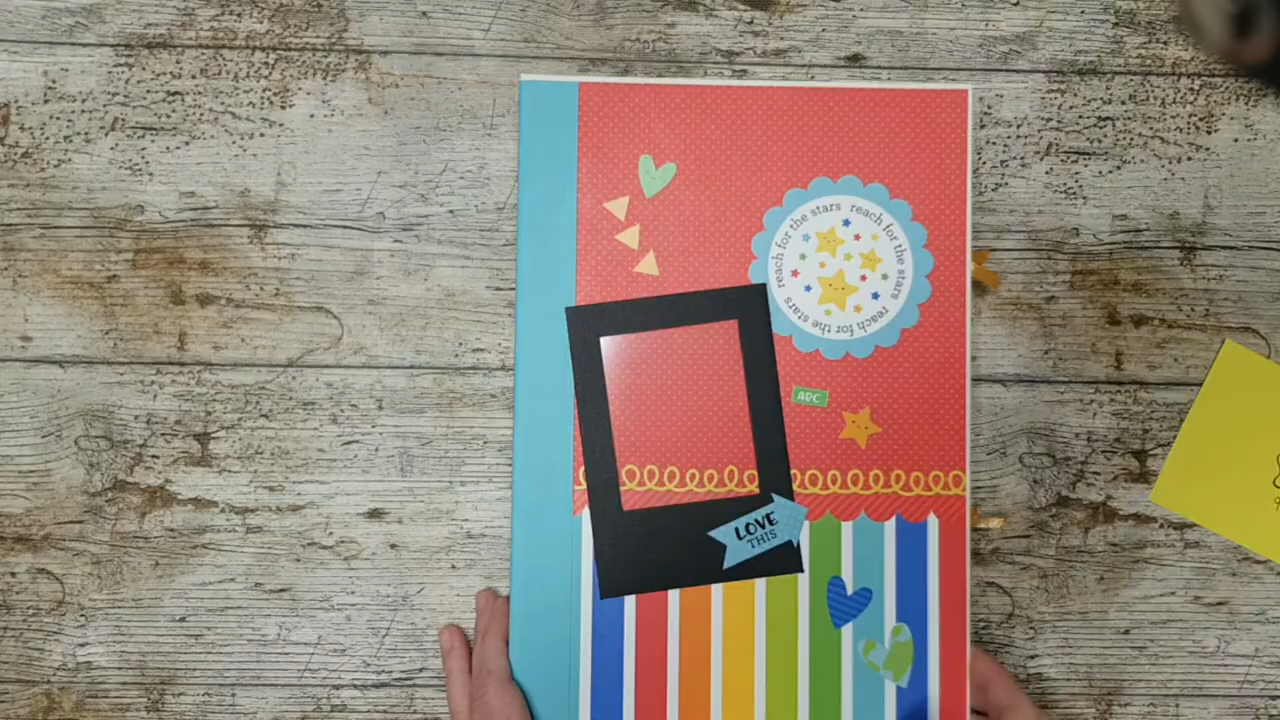 reach for the stars reach for the stars reach for the stars
ABC
LOVE
THIS